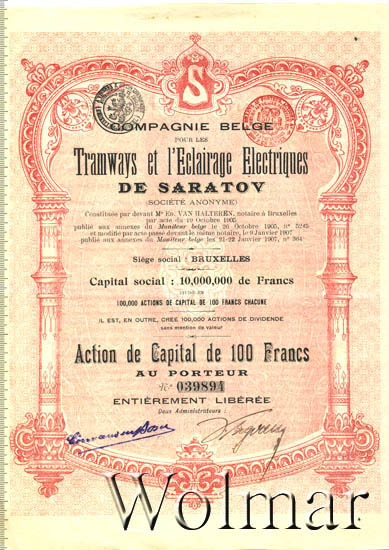 S
COMPAGNIE BELGE
POUR LES
Tramways et l'Eclairage Electriques
DE SARATOV
(SOCIÉTÉ ANONYME)
Constituée par devant Me Ed. VAN HALTEREN, notaire à Bruxelles
par acte du 19 Octobre 1905
publié aux annexes du Moniteur belge le 26 Octobre 1905, n° 5245
et modifié par acte passé devant le même notaire, le 9 Janvier 1907
publié aux annexes du Moniteur belge les 21-22 Janvier 1907, n° 364
Siège social : BRUXELLES
Capital social : 10,000,000 de Francs
DIVISÉ EN
100,000 ACTIONS DE CAPITAL DE 100 FRANCS CHACUNE
IL EST, EN OUTRE, CRÉÉ 100,000 ACTIONS DE DIVIDENDE
sans mention de valeur
Action de Capital de 100 Francs
AU PORTEUR
N° 039894
ENTIÈREMENT LIBÉRÉE
Deux Administrateurs :
Wolmar